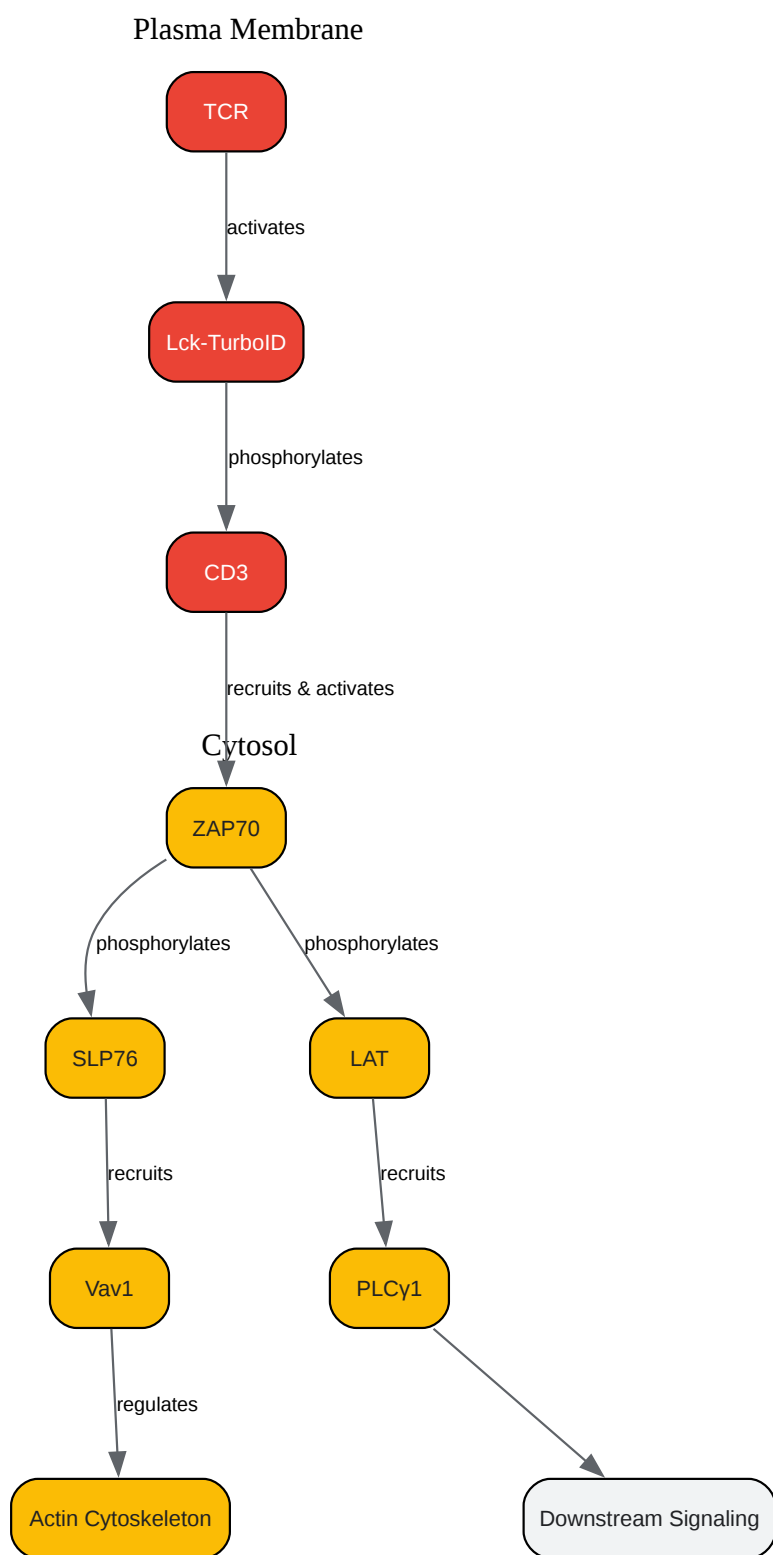 Plasma Membrane
TCR
activates
Lck-TurboID
phosphorylates
CD3
recruits & activates
Cytosol
ZAP70
phosphorylates
phosphorylates
SLP76
LAT
recruits
recruits
Vav1
PLCγ1
regulates
Actin Cytoskeleton
Downstream Signaling